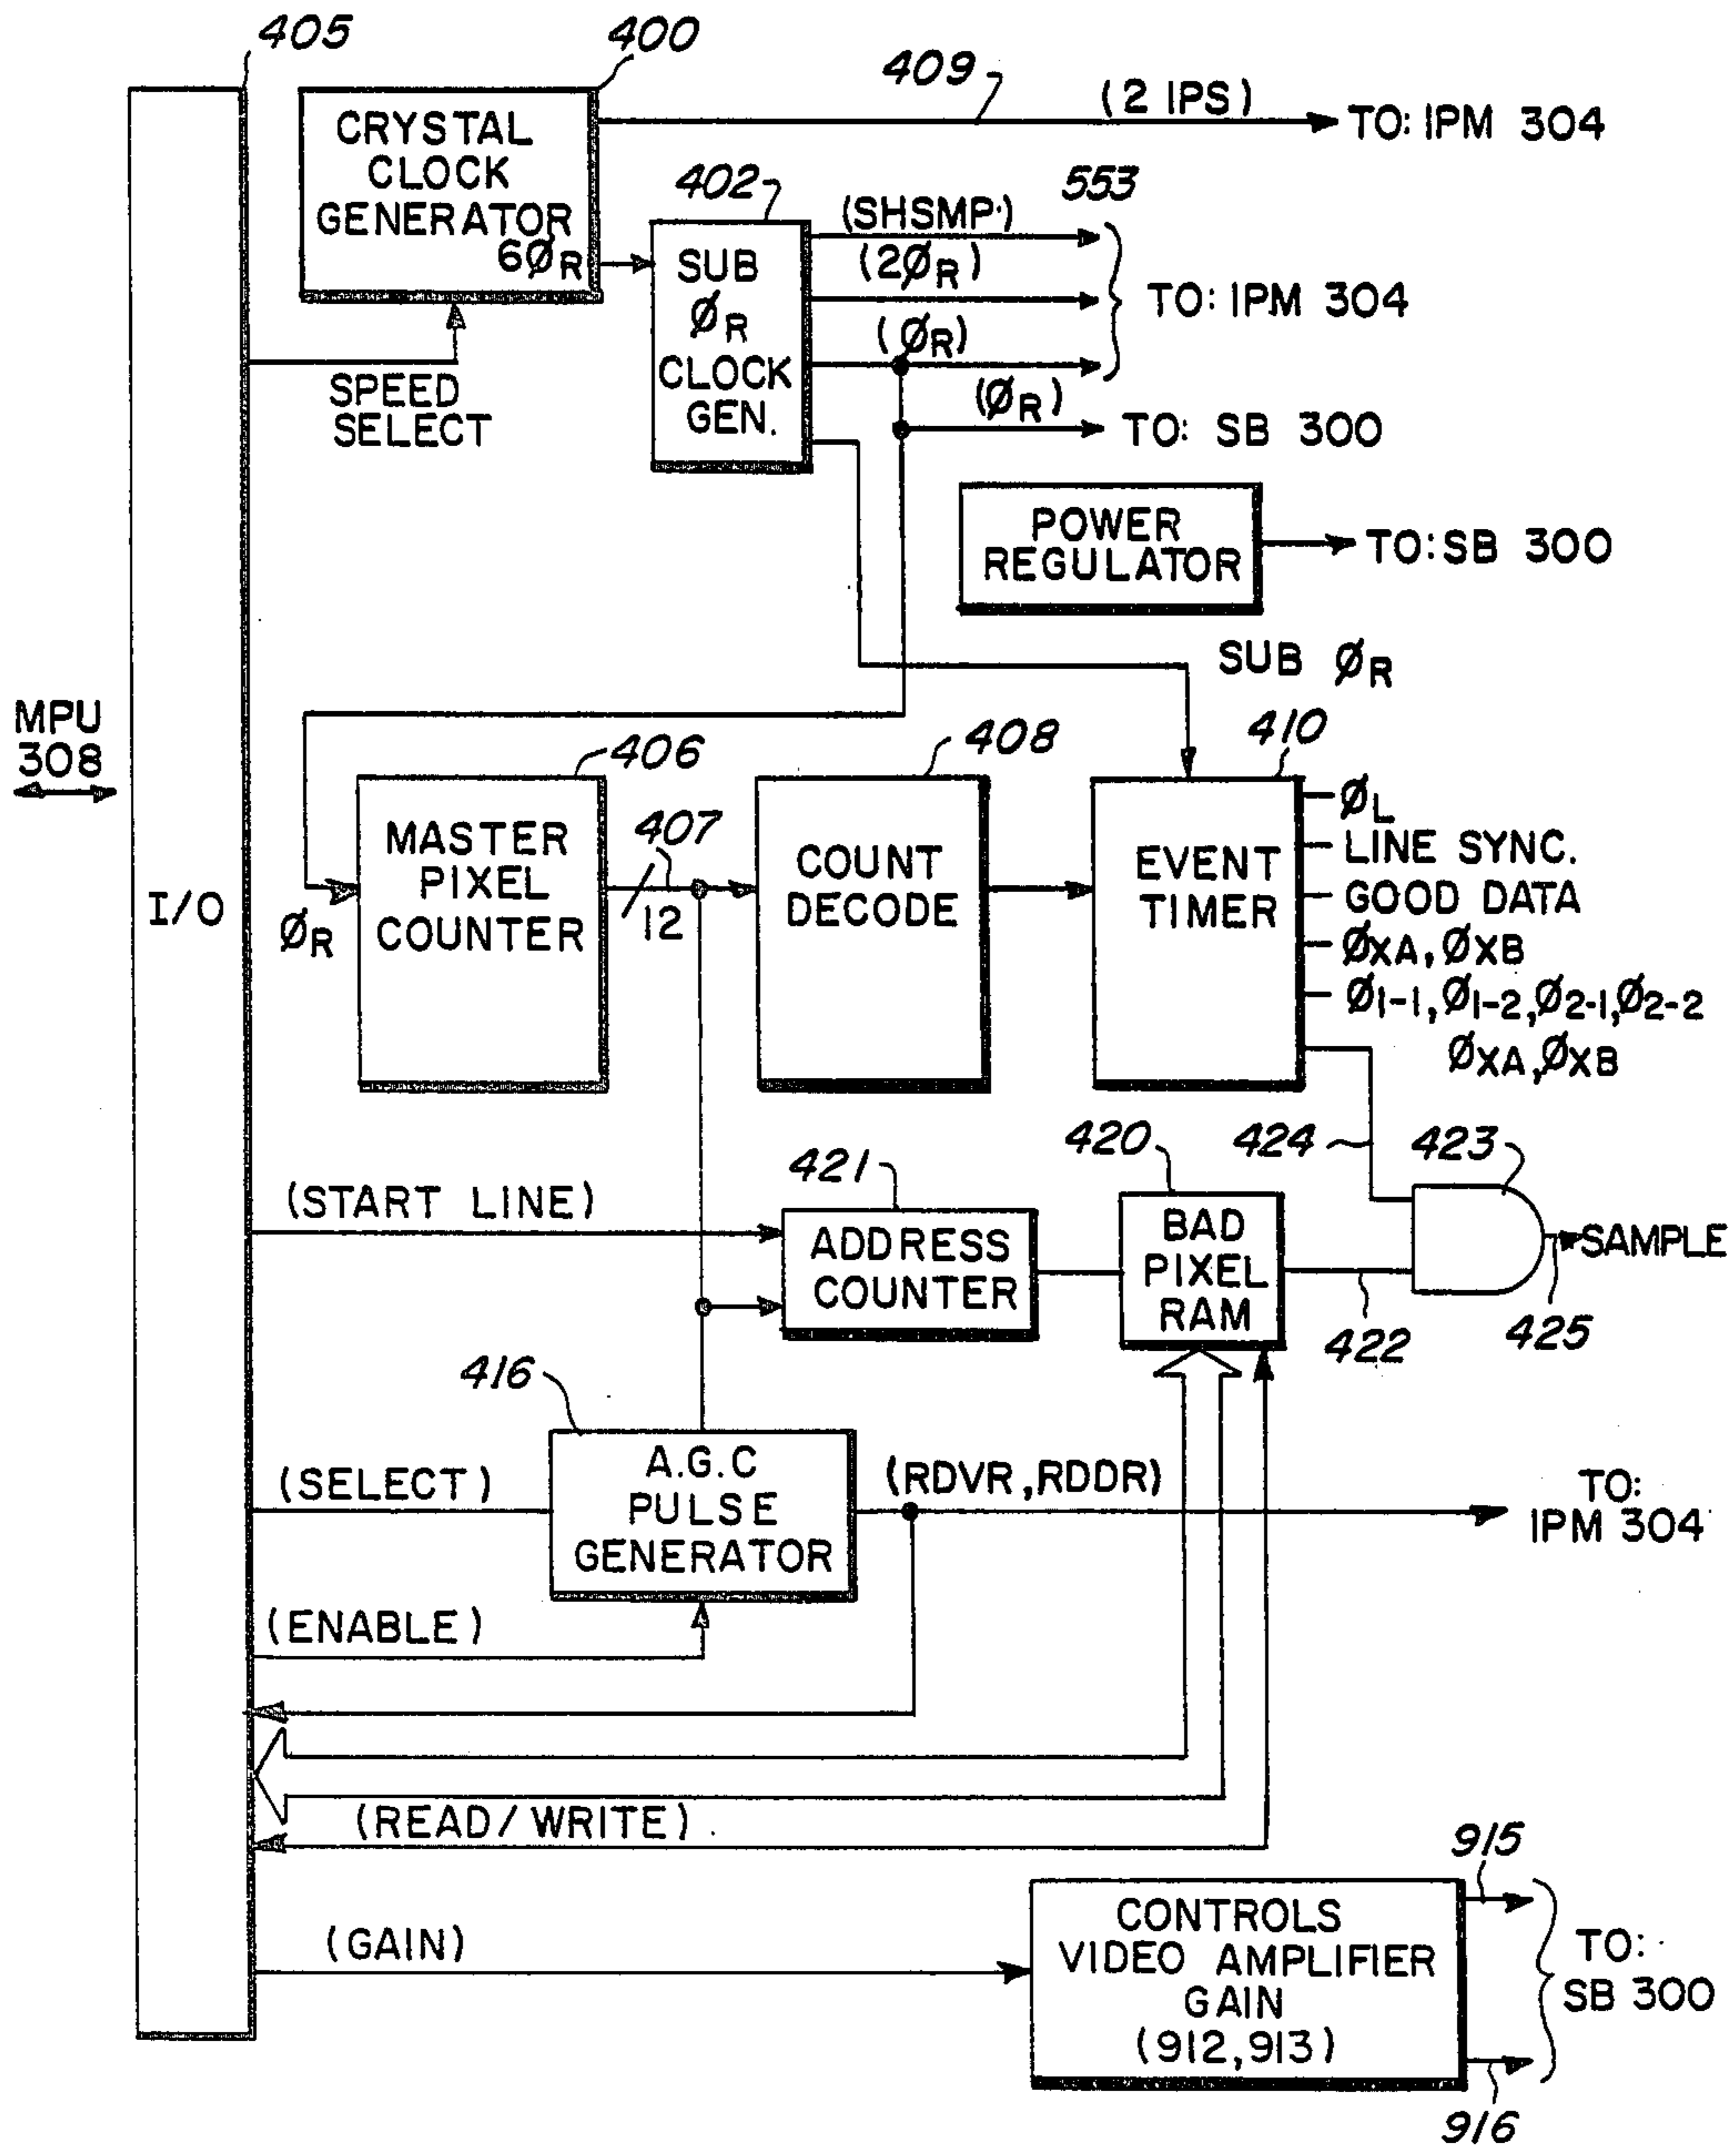 405
400
409
(2 IPS)
TO: IPM 304
CRYSTAL
CLOCK
GENERATOR
6ØR
402
553
(SHSMP)
(2ØR)
(ØR)
TO: IPM 304
SUB
ØR
CLOCK
GEN.
SPEED
SELECT
(ØR)
TO: SB 300
POWER
REGULATOR
TO: SB 300
SUB ØR
MPU
308
I/O
406
408
410
MASTER
PIXEL
COUNTER
ØR
407
12
COUNT
DECODE
EVENT
TIMER
ØL
LINE SYNC.
GOOD DATA
ØXA, ØXB
Ø1-1, Ø1-2, Ø2-1, Ø2-2
ØXA, ØXB
424
423
420
421
(START LINE)
ADDRESS
COUNTER
BAD
PIXEL
RAM
SAMPLE
422
425
416
(SELECT)
A.G.C
PULSE
GENERATOR
(RDVR, RDDR)
TO:
IPM 304
(ENABLE)
(READ/WRITE)
(GAIN)
CONTROLS
VIDEO AMPLIFIER
GAIN
(912, 913)
915
TO:
SB 300
916